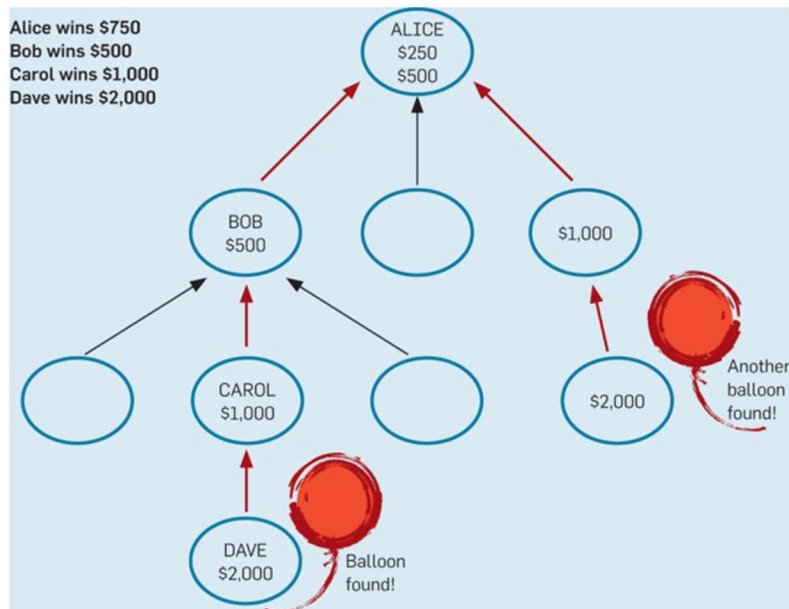 Alice wins $750
Bob wins $500
Carol wins $1,000
Dave wins $2,000
ALICE
$250
$500
BOB
$500
$1,000
CAROL
$1,000
$2,000
Another
balloon
found!
DAVE
$2,000
Balloon
found!